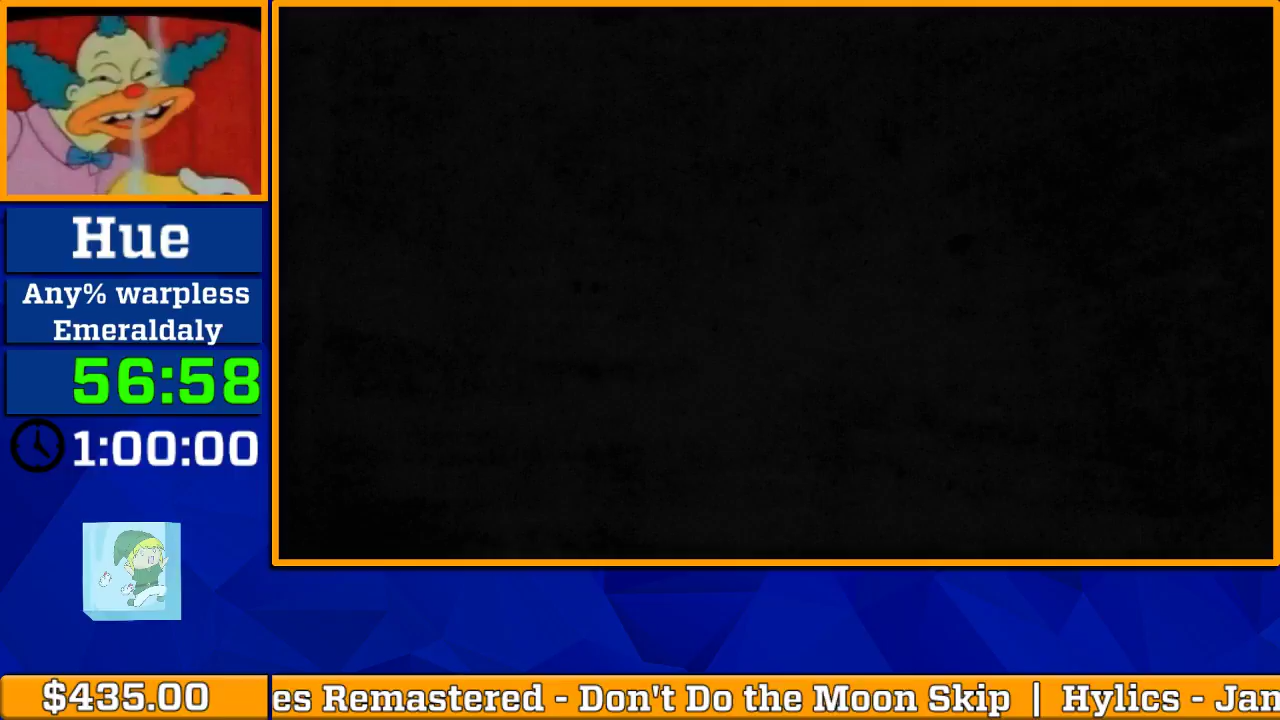 Hue
Any% warpless
Emeraldaly
56:58
1:00:00
$435.00
es Remastered - Don't Do the Moon Skip | Hylics - Jan